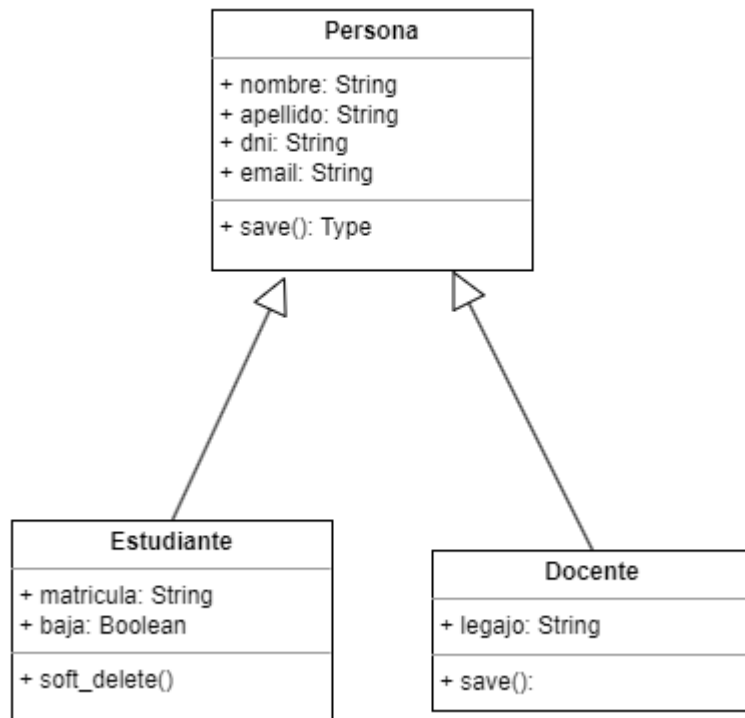 Persona
+ nombre: String
+ apellido: String
+ dni: String
+ email: String
+ save(): Type
Estudiante
+ matricula: String
+ baja: Boolean
+ soft_delete()
Docente
+ legajo: String
+ save():